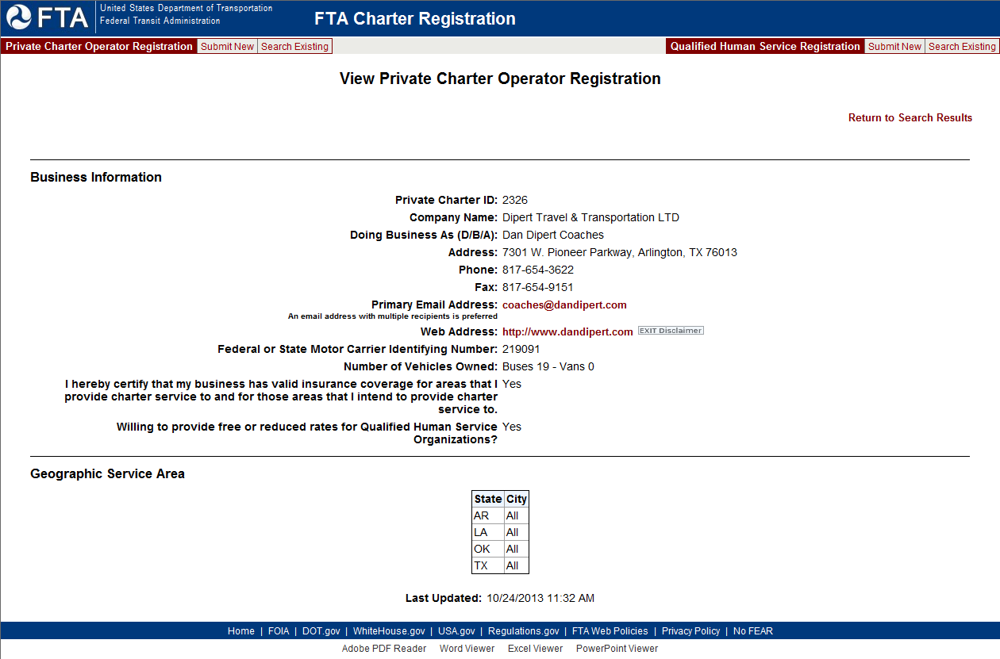 FTA
United States Department of Transportation
Federal Transit Administration
FTA Charter Registration
Private Charter Operator Registration Submit New Search Existing Qualified Human Service Registration Submit New Search Existing
View Private Charter Operator Registration
Return to Search Results
Business Information
Private Charter ID: 2326
Company Name: Dipert Travel & Transportation LTD
Doing Business As (D/B/A): Dan Dipert Coaches
Address: 7301 W. Pioneer Parkway, Arlington, TX 76013
Phone: 817-654-3622
Fax: 817-654-9151
Primary Email Address: coaches@dandipert.com
An email address with multiple recipients is preferred
Web Address: http://www.dandipert.com EXIT Disclaimer
Federal or State Motor Carrier Identifying Number: 219091
Number of Vehicles Owned: Buses 19 - Vans 0
I hereby certify that my business has valid insurance coverage for areas that I Yes
provide charter service to and for those areas that I intend to provide charter
service to.
Willing to provide free or reduced rates for Qualified Human Service Yes
Organizations?
Geographic Service Area
State City
AR All
LA All
OK All
TX All
Last Updated: 10/24/2013 11:32 AM
Home | FOIA | DOT.gov | WhiteHouse.gov | USA.gov | Regulations.gov | FTA Web Policies | Privacy Policy | No FEAR
Adobe PDF Reader Word Viewer Excel Viewer PowerPoint Viewer